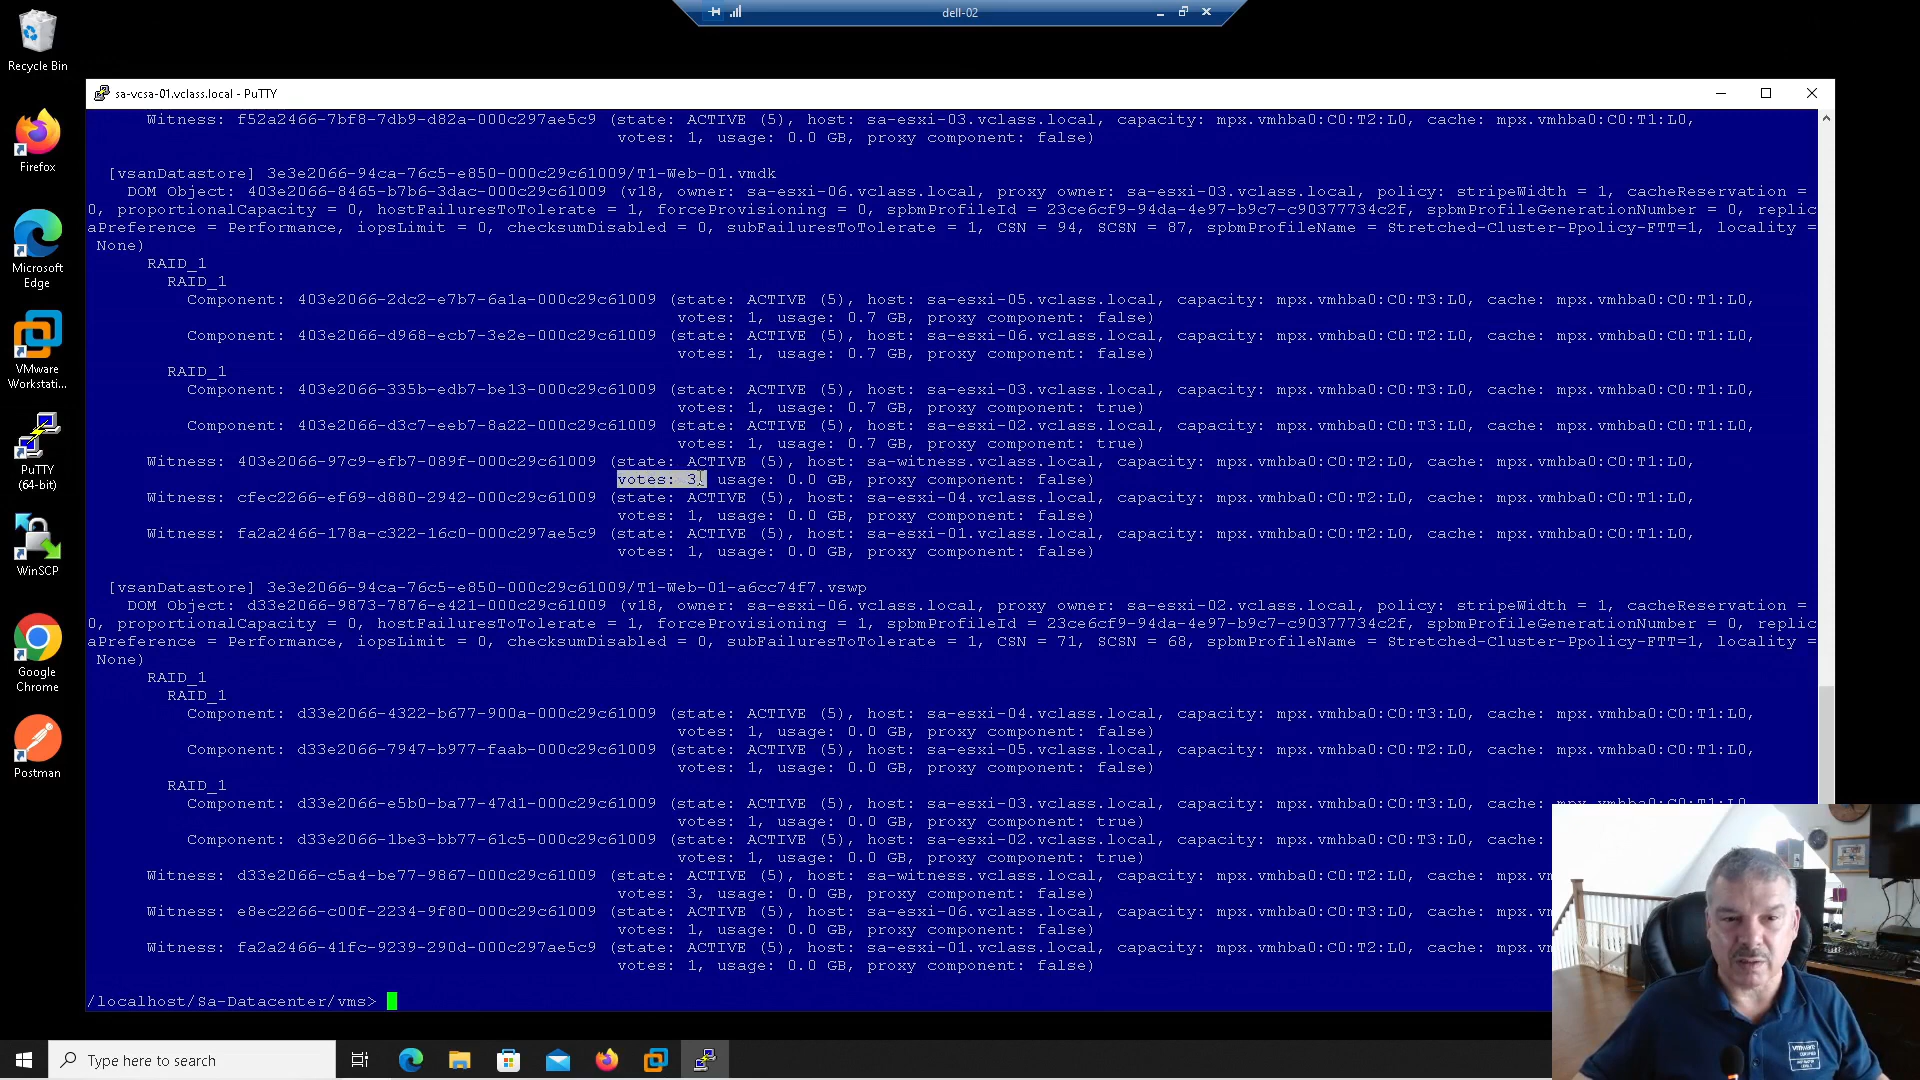 dell-02
Recycle Bin
Firefox
Microsoft
Edge
VMware
Workstati...
PuTTY
(64-bit)
WinSCP
Google
Chrome
Postman
sa-vcsa-01.vclass.local - PuTTY
Witness: f52a2466-7bf8-7db9-d82a-000c297ae5c9 (state: ACTIVE (5), host: sa-esxi-03.vclass.local, capacity: mpx.vmhba0:C0:T2:L0, cache: mpx.vmhba0:C0:T1:L0,
votes: 1, usage: 0.0 GB, proxy component: false)
[vsanDatastore] 3e3e2066-94ca-76c5-e850-000c29c61009/T1-Web-01.vmdk
DOM Object: 403e2066-8465-b7b6-3dac-000c29c61009 (v18, owner: sa-esxi-06.vclass.local, proxy owner: sa-esxi-03.vclass.local, policy: stripeWidth = 1, cacheReservation =
0, proportionalCapacity = 0, hostFailuresToTolerate = 1, forceProvisioning = 0, spbmProfileId = 23ce6cf9-94da-4e97-b9c7-c90377734c2f, spbmProfileGenerationNumber = 0, replic
aPreference = Performance, iopsLimit = 0, checksumDisabled = 0, subFailuresToTolerate = 1, CSN = 94, SCSN = 87, spbmProfileName = Stretched-Cluster-Ppolicy-FTT=1, locality =
None)
RAID_1
RAID_1
Component: 403e2066-2dc2-e7b7-6a1a-000c29c61009 (state: ACTIVE (5), host: sa-esxi-05.vclass.local, capacity: mpx.vmhba0:C0:T3:L0, cache: mpx.vmhba0:C0:T1:L0,
votes: 1, usage: 0.7 GB, proxy component: false)
Component: 403e2066-d968-ecb7-3e2e-000c29c61009 (state: ACTIVE (5), host: sa-esxi-06.vclass.local, capacity: mpx.vmhba0:C0:T2:L0, cache: mpx.vmhba0:C0:T1:L0,
votes: 1, usage: 0.7 GB, proxy component: false)
RAID_1
Component: 403e2066-335b-edb7-be13-000c29c61009 (state: ACTIVE (5), host: sa-esxi-03.vclass.local, capacity: mpx.vmhba0:C0:T3:L0, cache: mpx.vmhba0:C0:T1:L0,
votes: 1, usage: 0.7 GB, proxy component: true)
Component: 403e2066-d3c7-eeb7-8a22-000c29c61009 (state: ACTIVE (5), host: sa-esxi-02.vclass.local, capacity: mpx.vmhba0:C0:T3:L0, cache: mpx.vmhba0:C0:T1:L0,
votes: 1, usage: 0.7 GB, proxy component: true)
Witness: 403e2066-97c9-efb7-089f-000c29c61009 (state: ACTIVE (5), host: sa-witness.vclass.local, capacity: mpx.vmhba0:C0:T2:L0, cache: mpx.vmhba0:C0:T1:L0,
votes: 3, usage: 0.0 GB, proxy component: false)
Witness: cfec2266-ef69-d880-2942-000c29c61009 (state: ACTIVE (5), host: sa-esxi-04.vclass.local, capacity: mpx.vmhba0:C0:T2:L0, cache: mpx.vmhba0:C0:T1:L0,
votes: 1, usage: 0.0 GB, proxy component: false)
Witness: fa2a2466-178a-c322-16c0-000c297ae5c9 (state: ACTIVE (5), host: sa-esxi-01.vclass.local, capacity: mpx.vmhba0:C0:T2:L0, cache: mpx.vmhba0:C0:T1:L0,
votes: 1, usage: 0.0 GB, proxy component: false)
[vsanDatastore] 3e3e2066-94ca-76c5-e850-000c29c61009/T1-Web-01-a6cc74f7.vswp
DOM Object: d33e2066-9873-7876-e421-000c29c61009 (v18, owner: sa-esxi-06.vclass.local, proxy owner: sa-esxi-02.vclass.local, policy: stripeWidth = 1, cacheReservation =
0, proportionalCapacity = 0, hostFailuresToTolerate = 1, forceProvisioning = 1, spbmProfileId = 23ce6cf9-94da-4e97-b9c7-c90377734c2f, spbmProfileGenerationNumber = 0, replic
aPreference = Performance, iopsLimit = 0, checksumDisabled = 0, subFailuresToTolerate = 1, CSN = 71, SCSN = 68, spbmProfileName = Stretched-Cluster-Ppolicy-FTT=1, locality =
None)
RAID_1
RAID_1
Component: d33e2066-4322-b677-900a-000c29c61009 (state: ACTIVE (5), host: sa-esxi-04.vclass.local, capacity: mpx.vmhba0:C0:T3:L0, cache: mpx.vmhba0:C0:T1:L0,
votes: 1, usage: 0.0 GB, proxy component: false)
Component: d33e2066-7947-b977-faab-000c29c61009 (state: ACTIVE (5), host: sa-esxi-05.vclass.local, capacity: mpx.vmhba0:C0:T2:L0, cache: mpx.vmhba0:C0:T1:L0,
votes: 1, usage: 0.0 GB, proxy component: false)
RAID_1
Component: d33e2066-e5b0-ba77-47d1-000c29c61009 (state: ACTIVE (5), host: sa-esxi-03.vclass.local, capacity: mpx.vmhba0:C0:T3:L0, cache: mpx.vmhba0:C0:T1:L0,
votes: 1, usage: 0.0 GB, proxy component: true)
Component: d33e2066-1be3-bb77-61c5-000c29c61009 (state: ACTIVE (5), host: sa-esxi-02.vclass.local, capacity: mpx.vmhba0:C0:T3:L0, cache:
votes: 1, usage: 0.0 GB, proxy component: true)
Witness: d33e2066-c5a4-be77-9867-000c29c61009 (state: ACTIVE (5), host: sa-witness.vclass.local, capacity: mpx.vmhba0:C0:T2:L0, cache: mpx.vm
votes: 3, usage: 0.0 GB, proxy component: false)
Witness: e8ec2266-c00f-2234-9f80-000c29c61009 (state: ACTIVE (5), host: sa-esxi-06.vclass.local, capacity: mpx.vmhba0:C0:T3:L0, cache: mpx.vm
votes: 1, usage: 0.0 GB, proxy component: false)
Witness: fa2a2466-41fc-9239-290d-000c297ae5c9 (state: ACTIVE (5), host: sa-esxi-01.vclass.local, capacity: mpx.vmhba0:C0:T2:L0, cache: mpx.vm
votes: 1, usage: 0.0 GB, proxy component: false)
/localhost/Sa-Datacenter/vms>
vmware
Type here to search